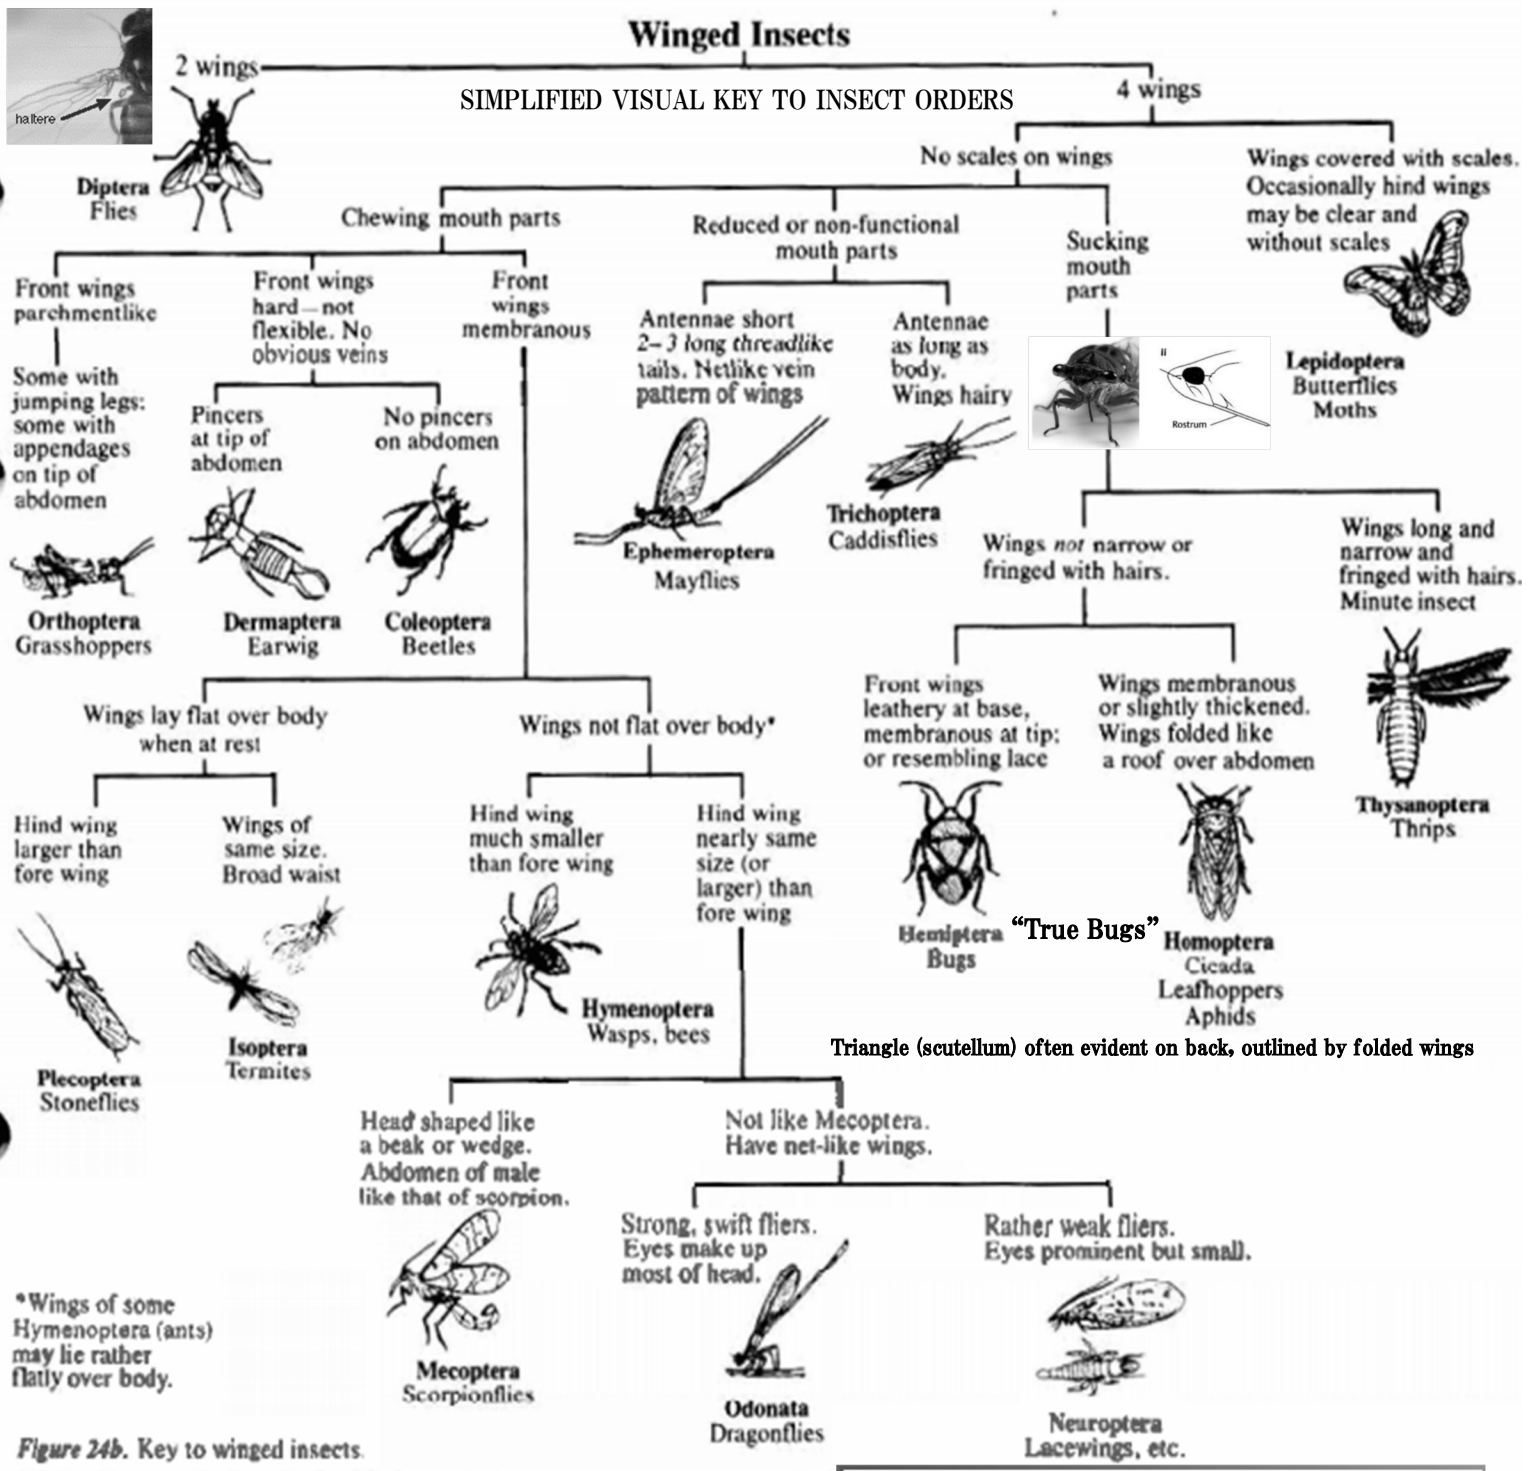 Winged Insects
2 wings
SIMPLIFIED VISUAL KEY TO INSECT ORDERS
4 wings
haltere
Diptera
Flies
No scales on wings
Wings covered with scales.
Occasionally hind wings
may be clear and
without scales
Lepidoptera
Butterflies
Moths
Chewing mouth parts
Reduced or non-functional
mouth parts
Sucking
mouth
parts
Front wings
parchmentlike
Some with
jumping legs:
some with
appendages
on tip of
abdomen
Orthoptera
Grasshoppers
Front wings
hard—not
flexible. No
obvious veins
Pincers
at tip of
abdomen
Dermaptera
Earwig
No pincers
on abdomen
Coleoptera
Beetles
Front
wings
membranous
Antennae short
2–3 long threadlike
tails. Netlike vein
pattern of wings
Ephemeroptera
Mayflies
Antennae
as long as
body.
Wings hairy
Trichoptera
Caddisflies
II
Rostrum
Wings not narrow or
fringed with hairs.
Wings long and
narrow and
fringed with hairs.
Minute insect
Thysanoptera
Thrips
Front wings
leathery at base,
membranous at tip;
or resembling lace
Hemiptera
Bugs
“True Bugs”
Wings membranous
or slightly thickened.
Wings folded like
a roof over abdomen
Homoptera
Cicada
Leafhoppers
Aphids
Triangle (scutellum) often evident on back, outlined by folded wings
Wings lay flat over body
when at rest
Hind wing
larger than
fore wing
Plecoptera
Stoneflies
Wings of
same size.
Broad waist
Isoptera
Termites
Wings not flat over body*
Hind wing
much smaller
than fore wing
Hymenoptera
Wasps, bees
Hind wing
nearly same
size (or
larger) than
fore wing
Head shaped like
a beak or wedge.
Abdomen of male
like that of scorpion.
Mecoptera
Scorpionflies
Not like Mecoptera.
Have net-like wings.
Strong, swift fliers.
Eyes make up
most of head.
Odonata
Dragonflies
Rather weak fliers.
Eyes prominent but small.
Neuroptera
Lacewings, etc.
*Wings of some
Hymenoptera (ants)
may lie rather
flatly over body.
Figure 24b. Key to winged insects.